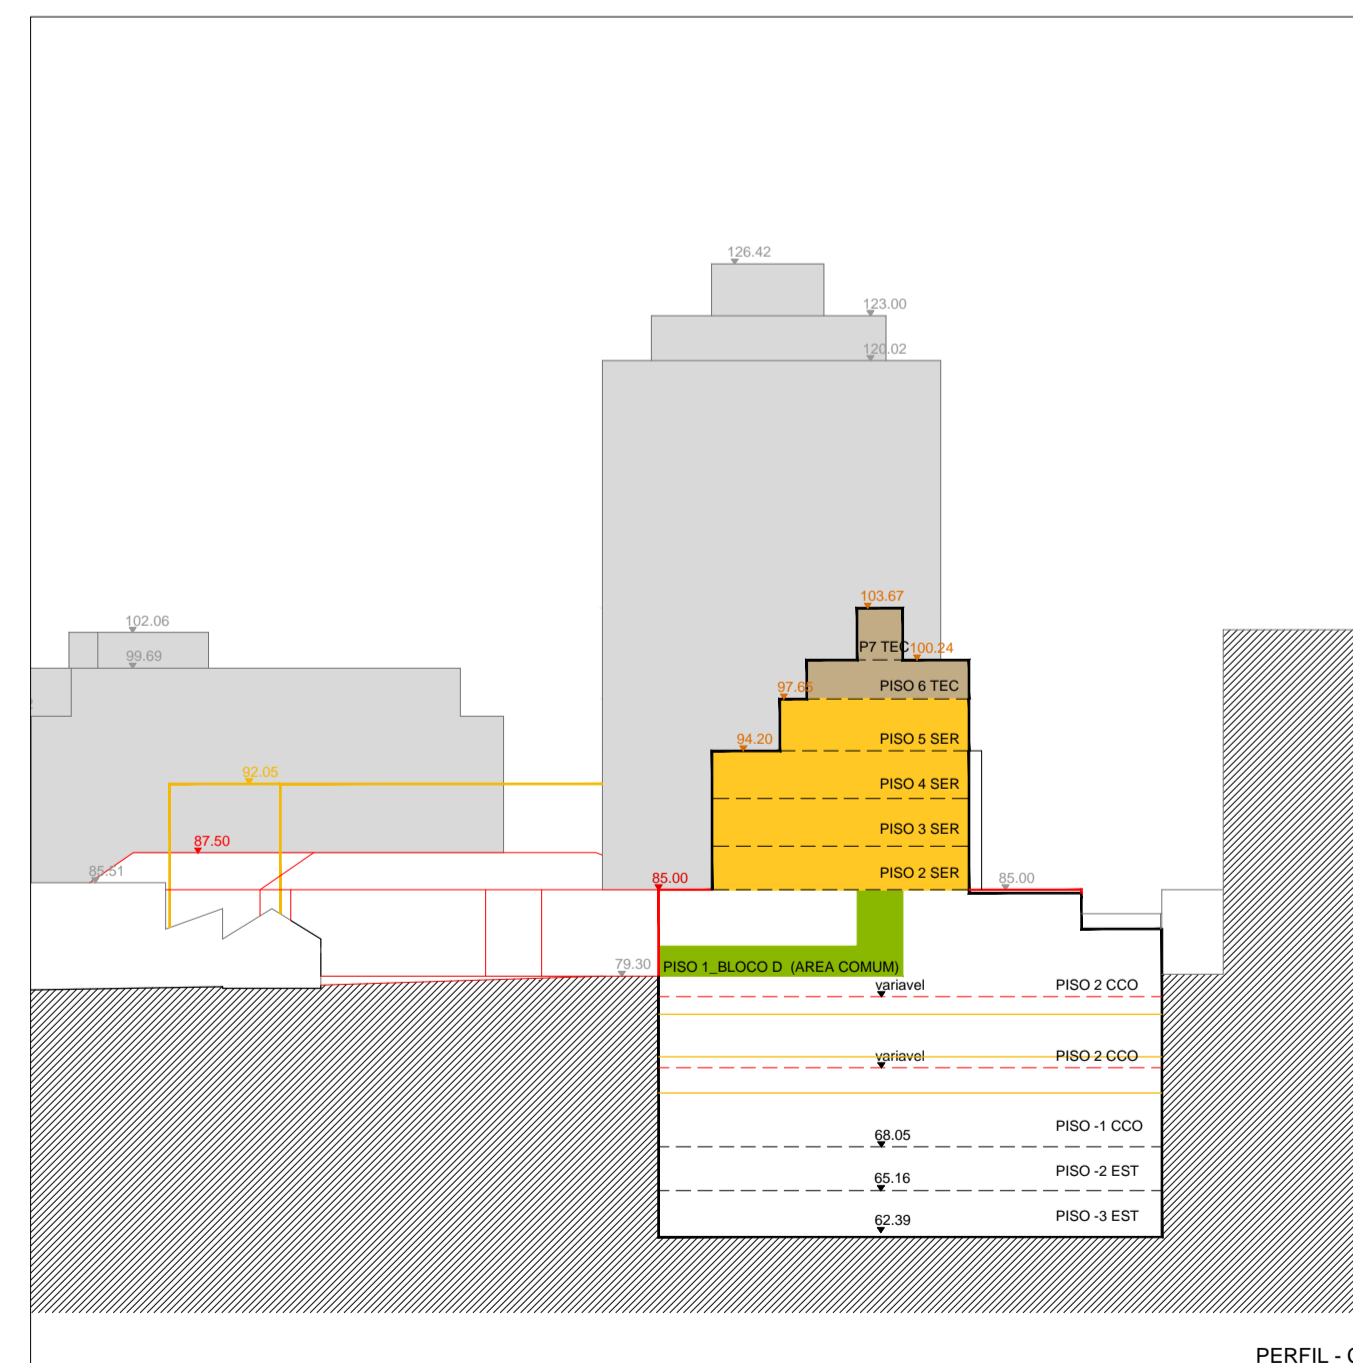 126.42
123.00
120.02
103.67
102.06
P7 TEC
100.24
99.69
PISO 6 TEC
97.65
94.20
PISO 5 SER
92.05
PISO 4 SER
87.50
PISO 3 SER
85.51
85.00
PISO 2 SER
85.00
79.30
PISO 1_BLOCO D (AREA COMUM)
variavel
PISO 2 CCO
variavel
PISO 2 CCO
68.05
PISO -1 CCO
65.16
PISO -2 EST
62.39
PISO -3 EST
PERFIL -